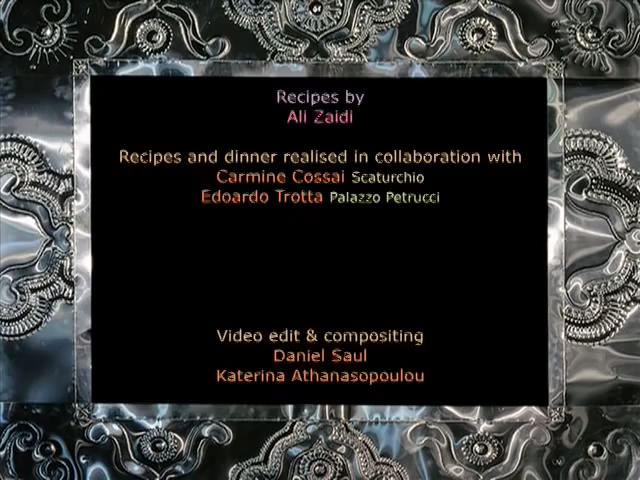 Recipes by
Ali Zaidi
Recipes and dinner realised in collaboration with
Carmine Cossai Scaturchio
Edoardo Trotta Palazzo Petrucci
Video edit & compositing
Daniel Saul
Katerina Athanasopoulou